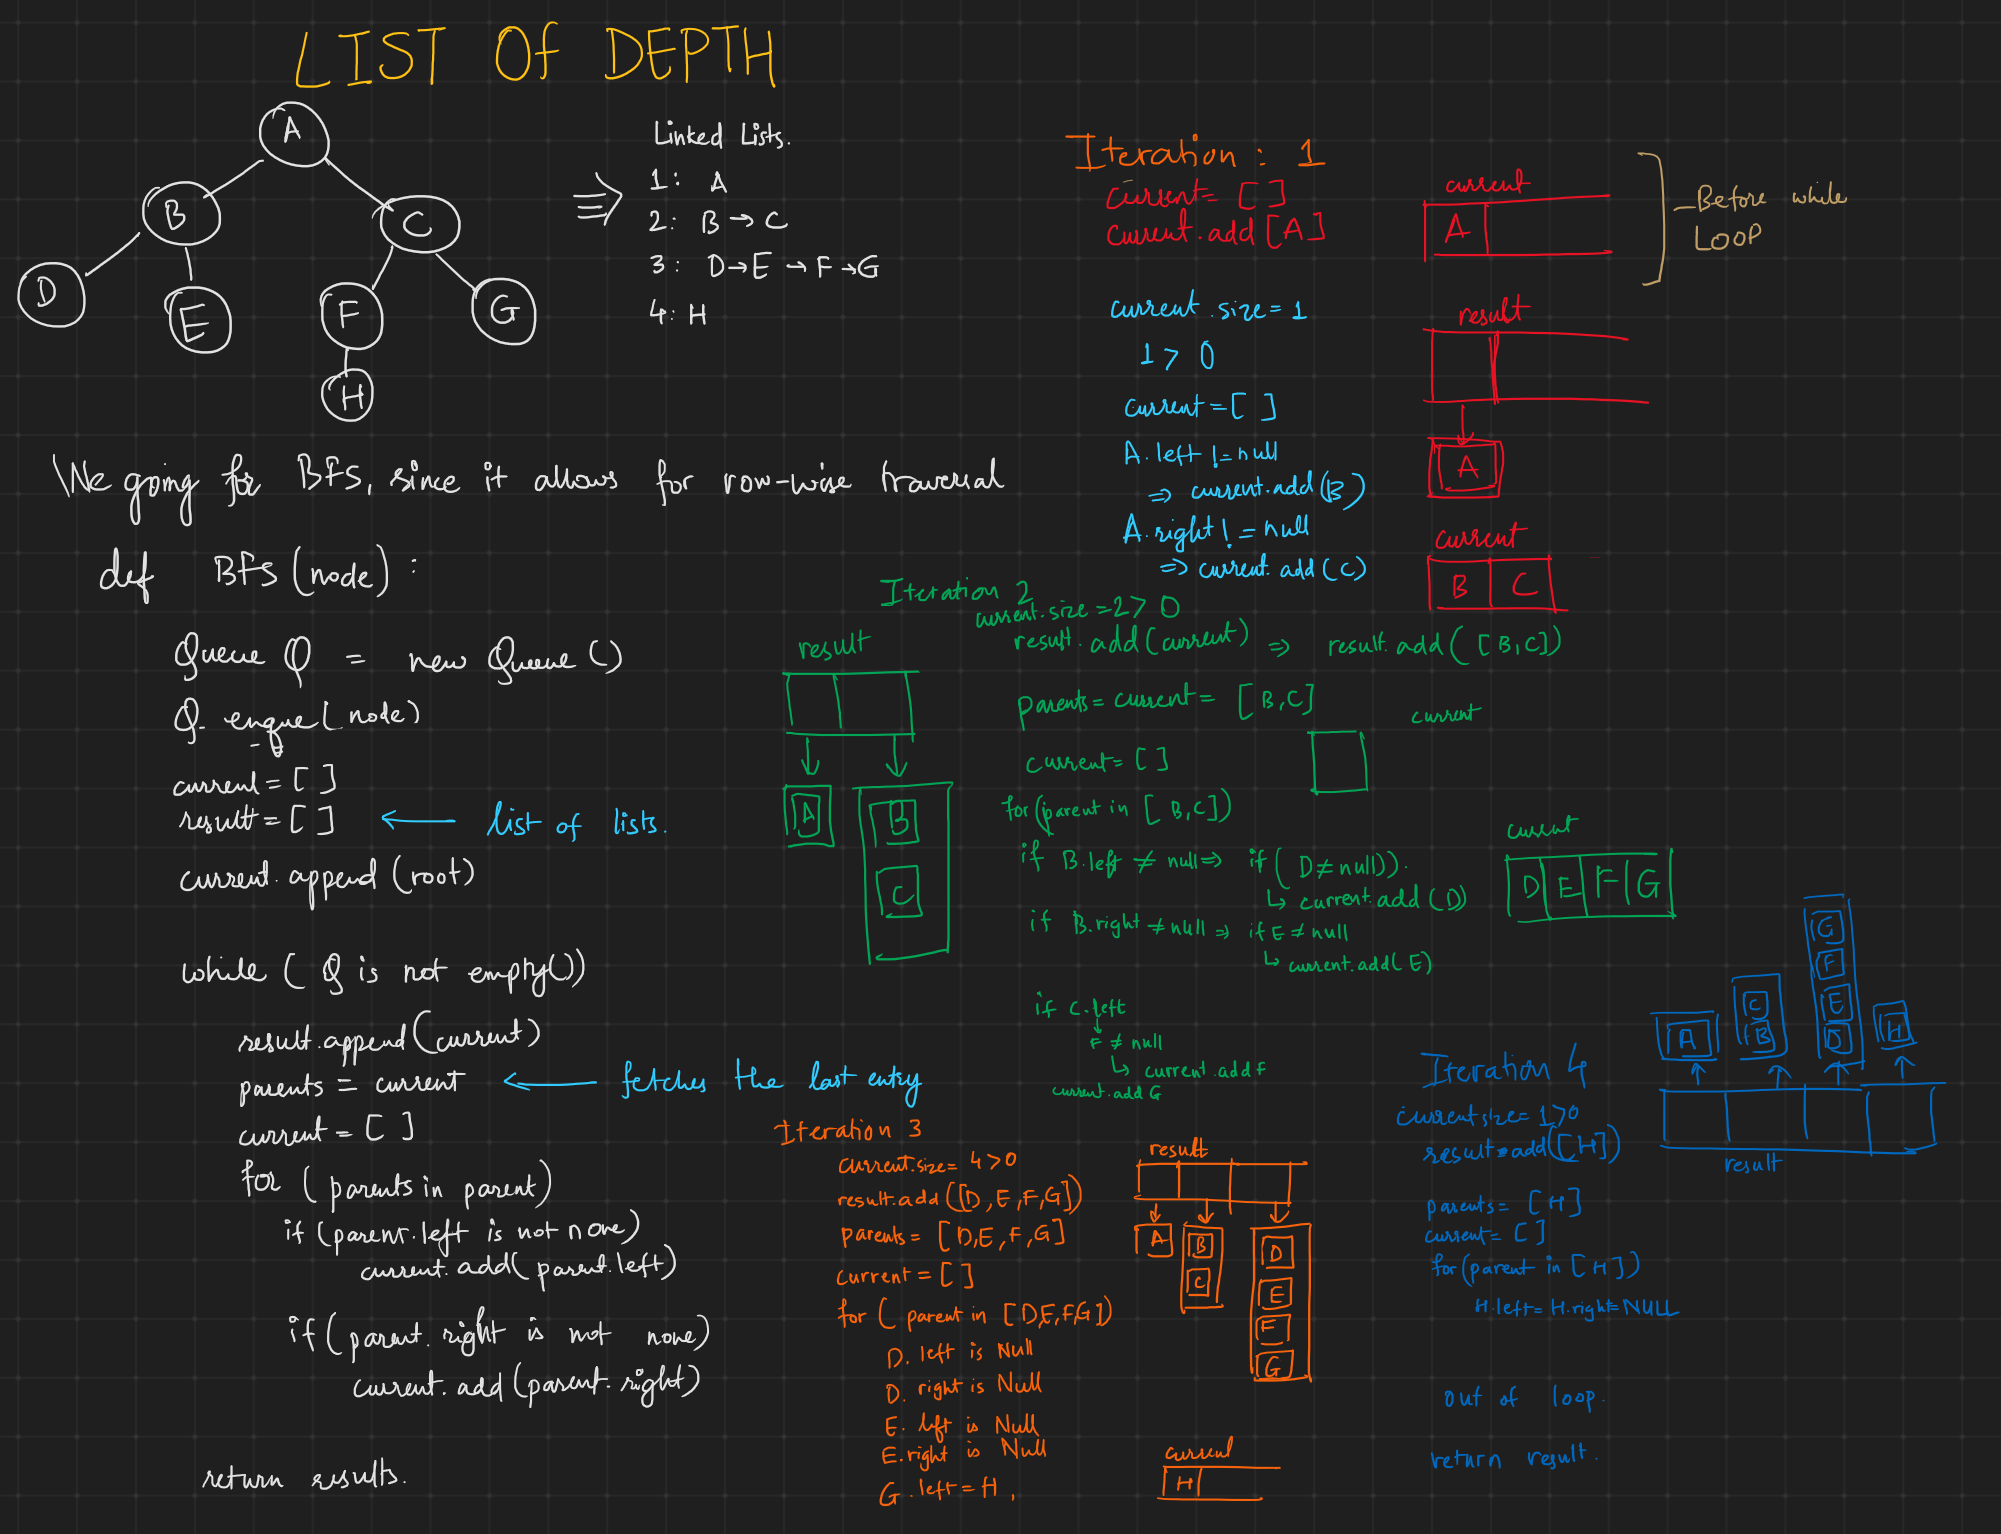 LIST Of DEPTH
A
B
C
D
E
F
G
H
Linked Lists.
1: A
2: B → C
3: D → E → F → G
4: H
We going for BFS, since it allows for row-wise traversal
def BFS (node) :
Queue Q = new Queue ()
Q. enque( node)
current = [ ]
result = [ ] ← list of lists.
current. append (root)
while ( Q is not empty())
result.append (current)
parents = current ← fetches the last entry
current = [ ]
for ( parents in parent)
if (parent.left is not none)
current. add( parent.left)
if ( parent. right is not none)
current. add (parent. right)
return results.
Iteration : 1
current = [ ]
current.add [A]
current
A
Before while
LOOP
current .size = 1
1 > 0
current = [ ]
A. left != null
⇒ current.add (B)
A. right != null
⇒ current. add (C)
result
A
current
B C
Iteration 2
current.size = 2 > 0
result. add (current) ⇒ result. add ( [B,C])
result
A
B
C
parents = current = [B,C]
current = [ ]
current
for (parent in [ B,C])
if B.left ≠ null ⇒ if ( D ≠ null)).
↳ current.add (D)
if B.right ≠ null ⇒ if E ≠ null
↳ current.add( E)
if C.left
↓
F ≠ null
↳ current .add F
current.add G
current
D E F G
Iteration 3
current.size = 4 > 0
result.add ([D, E, F, G])
parents = [D,E, F, G]
current = [ ]
for ( parent in [D,E,F,G])
D. left is Null
D. right is Null
E. left is Null
E.right is Null
G .left = H ,
result
A
B
C
D
E
F
G
current
H
Iteration 4
current size = 1 > 0
result.add([H])
parents = [H]
current = [ ]
for (parent in [H])
H.left = H.right = NULL
out of loop.
return result.
G
F
C
E
A
B
D
H
result